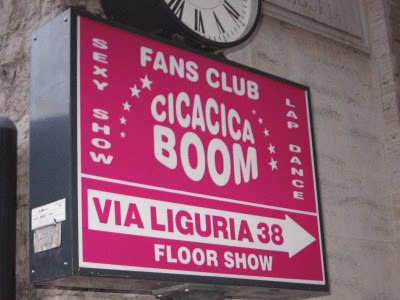 FANS CLUB
SEXY SHOW
CICACICA
BOOM
LAP DANCE
VIA LIGURIA 38
FLOOR SHOW